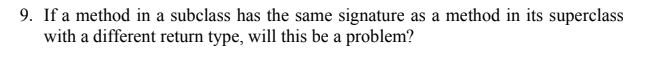 9. If a method in a subclass has the same signature as a method in its superclass
with a different return type, will this be a problem?